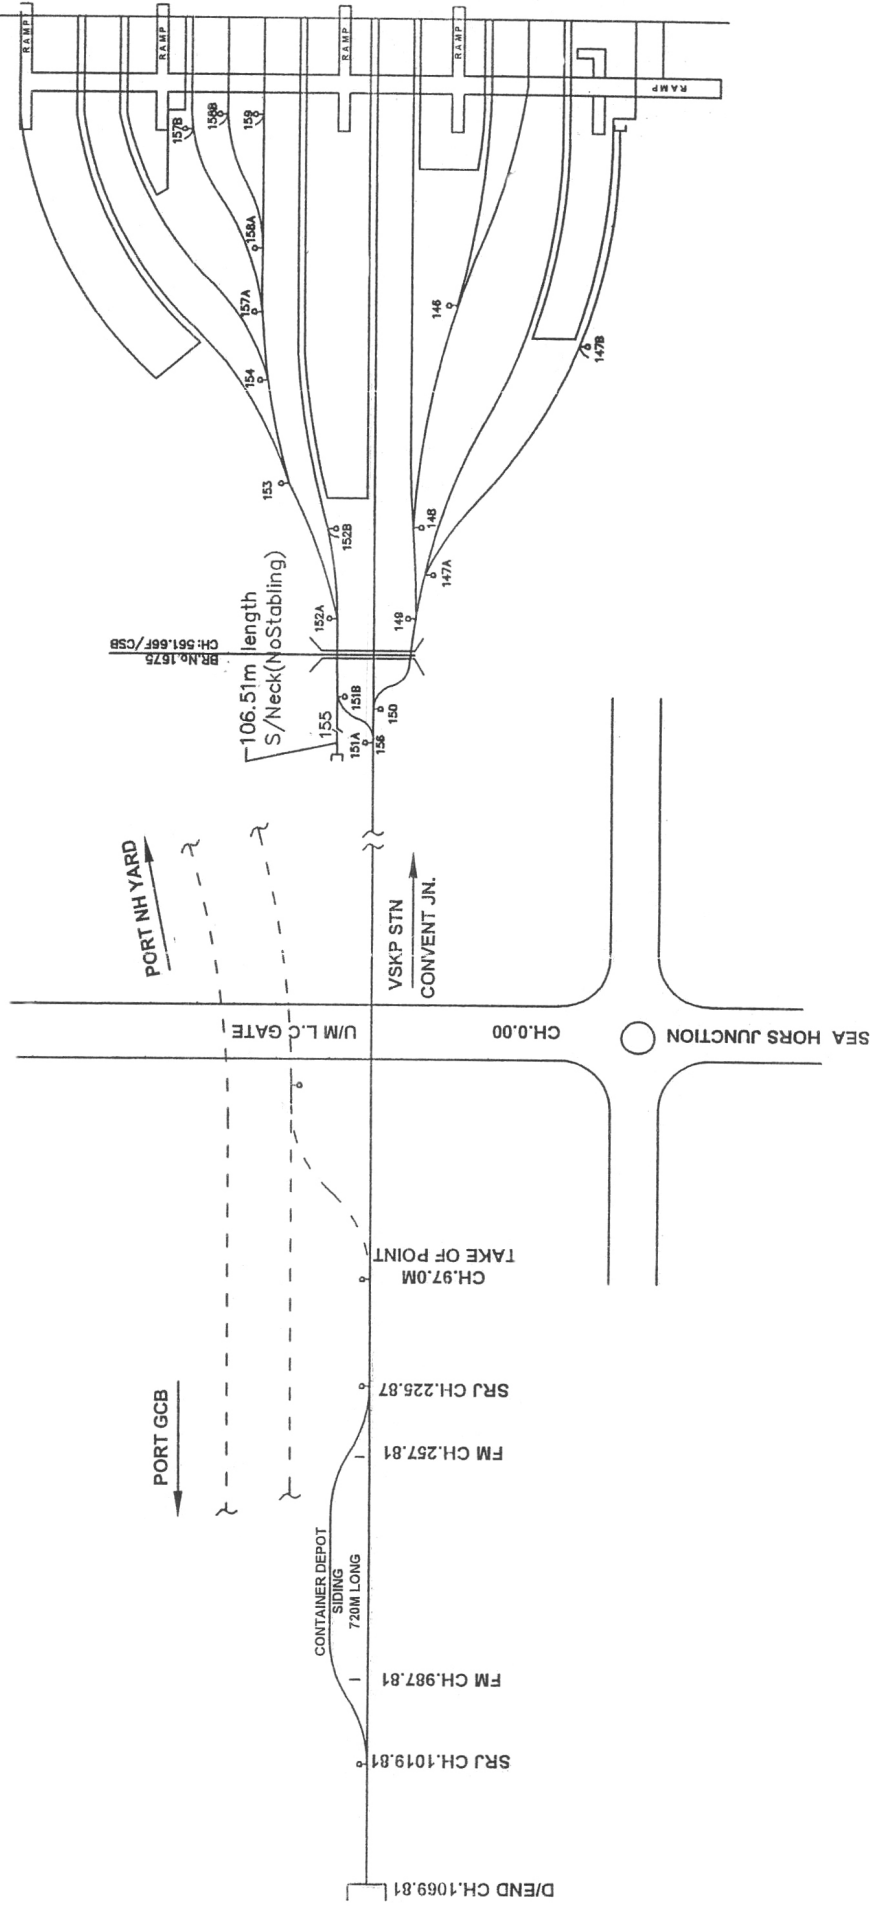 RAMP
RAMP
RAMP
RAMP
RAMP
157B
158B
159
158A
157A
154
153
146
147B
152B
148
147A
152A
149
BR.No.1675
CH:561.66F/CSB
106.51m length
S/Neck(NoStabling)
155
151B
151A
156
150
PORT NH YARD
VSKP STN
CONVENT JN.
U/M L.C GATE
CH.0.00
SEA HORS JUNCTION
TAKE OF POINT
CH.97.0M
SRJ CH.225.87
FM CH.257.81
PORT GCB
CONTAINER DEPOT
SIDING
720M LONG
FM CH.987.81
SRJ CH.1019.81
D/END CH.1069.81